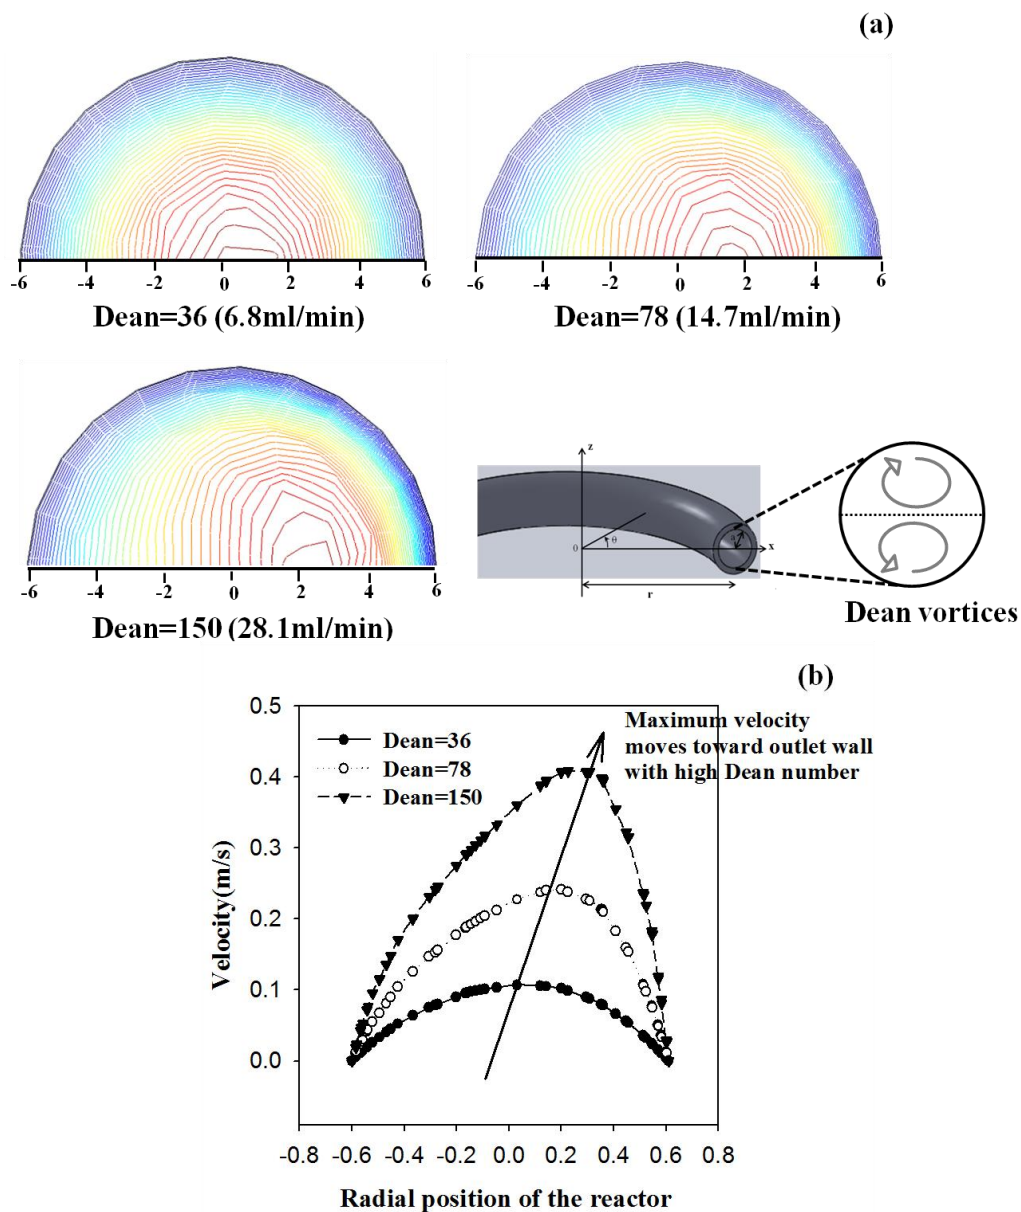 (a)
-6 -4 -2 0 2 4 6
Dean=36 (6.8ml/min)
-6 -4 -2 0 2 4 6
Dean=78 (14.7ml/min)
-6 -4 -2 0 2 4 6
Dean=150 (28.1ml/min)
z
a
θ
0
x
r
Dean vortices
(b)
Maximum velocity
moves toward outlet wall
with high Dean number
Dean=36
Dean=78
Dean=150
Velocity(m/s)
0.5
0.4
0.3
0.2
0.1
0.0
-0.8 -0.6 -0.4 -0.2 0.0 0.2 0.4 0.6 0.8
Radial position of the reactor